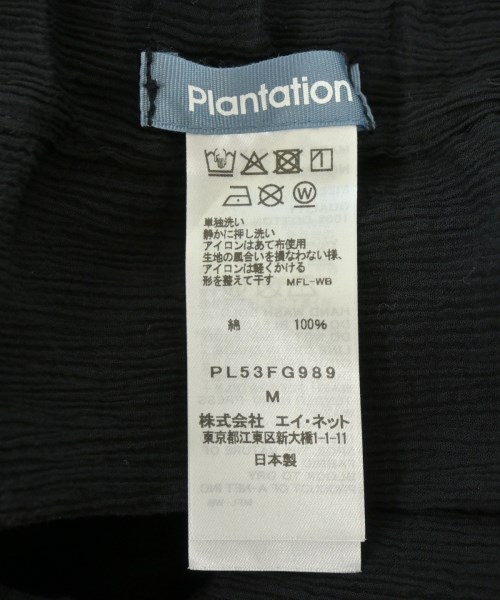 Plantation
単独洗い
静かに押し洗い
アイロンはあて布使用
生地の風合いを損なわない様、
アイロンは軽くかける
形を整えて干す MFL-WB
綿 100%
PL53FG989
M
株式会社 エイ・ネット
東京都江東区新大橋1-1-11
日本製